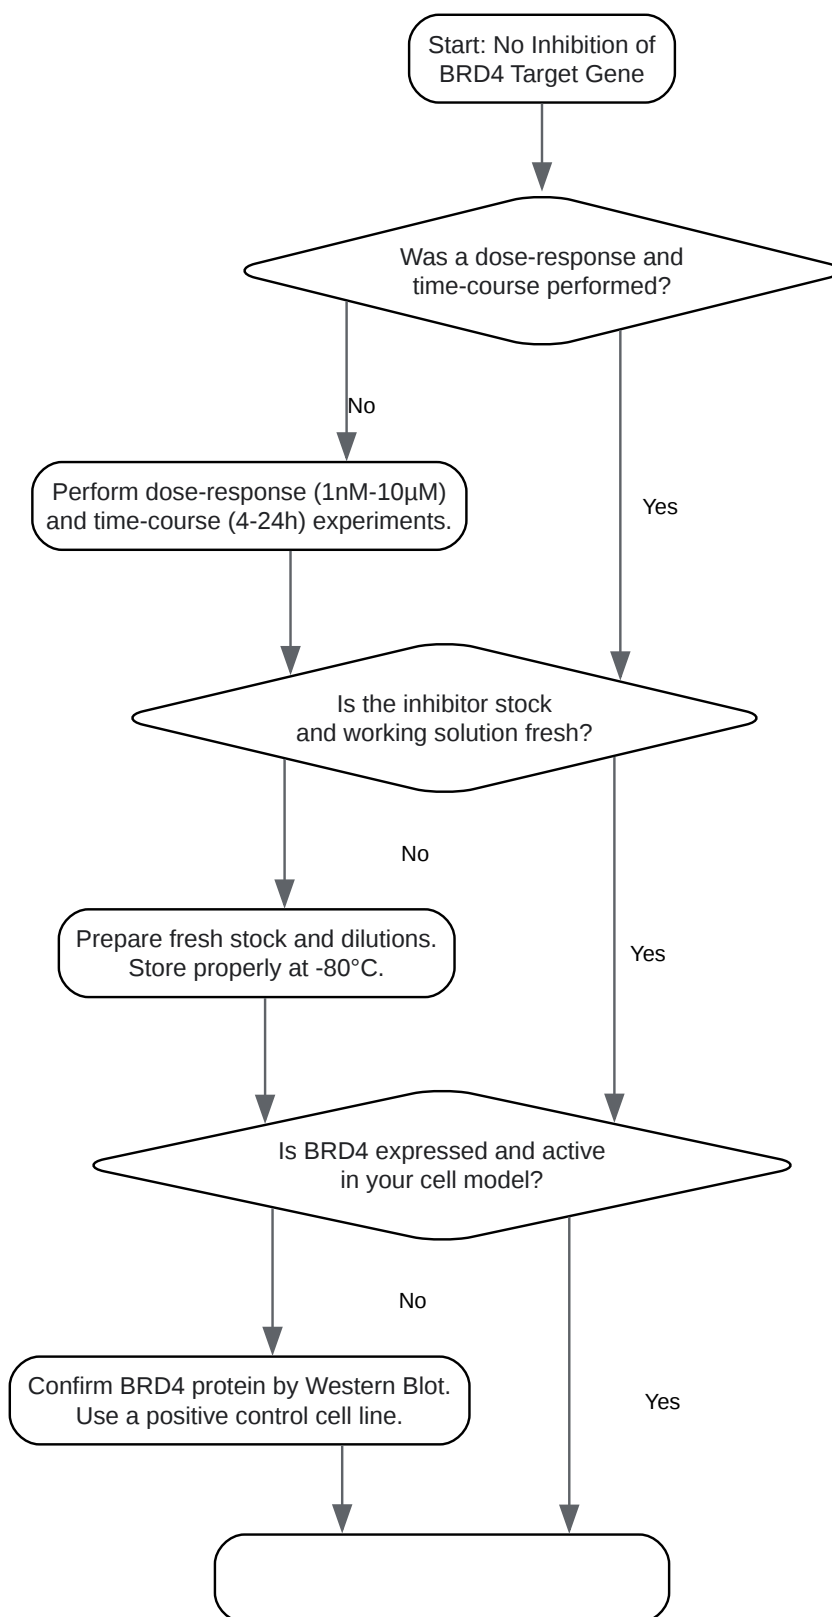 Start: No Inhibition of
BRD4 Target Gene
Was a dose-response and
time-course performed?
No
Perform dose-response (1nM-10µM)
and time-course (4-24h) experiments.
Yes
Is the inhibitor stock
and working solution fresh?
No
Prepare fresh stock and dilutions.
Store properly at -80°C.
Yes
Is BRD4 expressed and active
in your cell model?
No
Confirm BRD4 protein by Western Blot.
Use a positive control cell line.
Yes